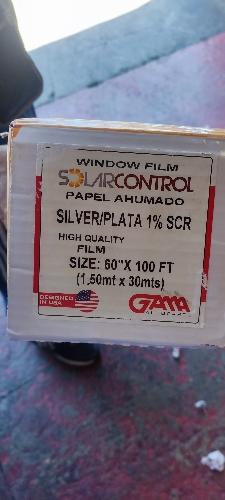 WINDOW FILM
SOLARCONTROL
PAPEL AHUMADO
SILVER/PLATA 1% SCR
HIGH QUALITY
FILM
SIZE: 60"X 100 FT
(1,50mt x 30mts)
DESIGNED
IN USA
GAMA